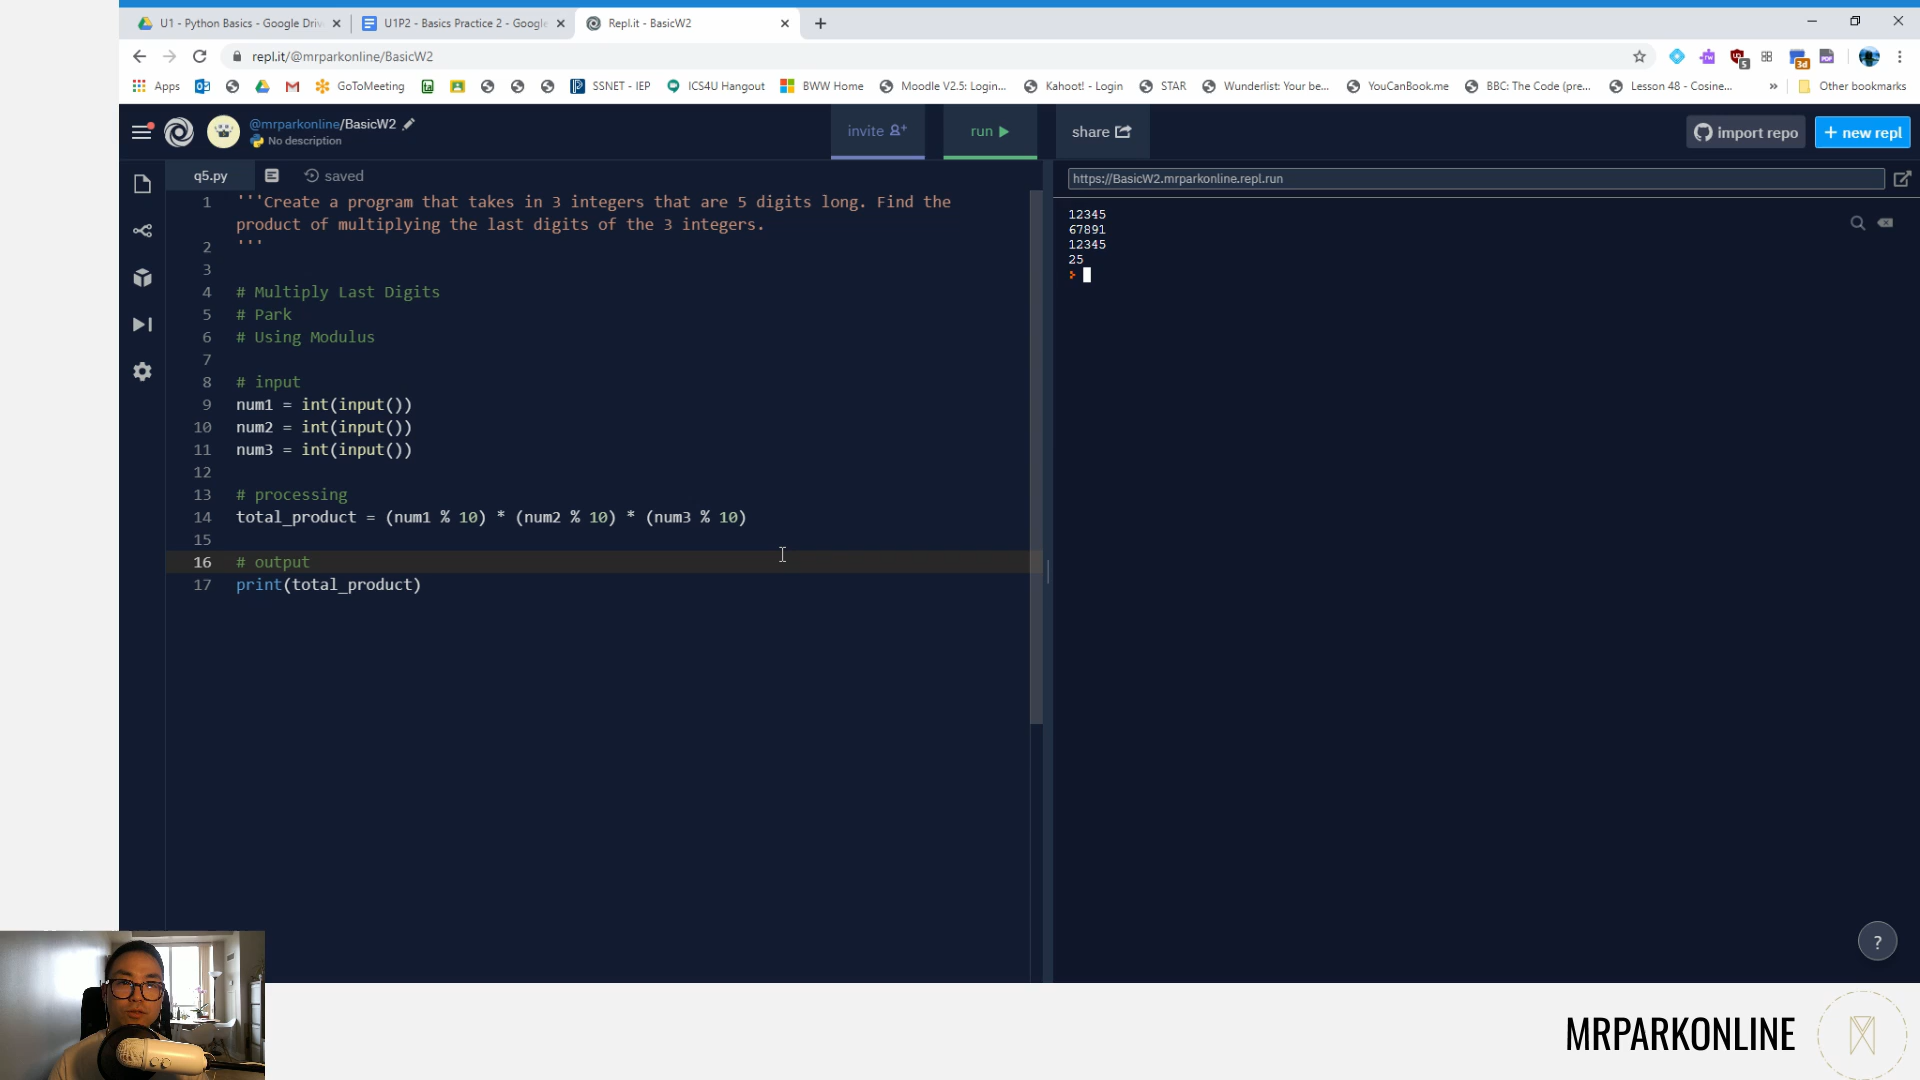 U1 - Python Basics - Google Driv
U1P2 - Basics Practice 2 - Google
Repl.it - BasicW2
repl.it/@mrparkonline/BasicW2
Apps
GoToMeeting
SSNET - IEP
ICS4U Hangout
BWW Home
Moodle V2.5: Login...
Kahoot! - Login
STAR
Wunderlist: Your be...
YouCanBook.me
BBC: The Code (pre...
Lesson 48 - Cosine...
»
Other bookmarks
@mrparkonline/BasicW2
No description
invite
run
share
import repo
+ new repl
q5.py
saved
https://BasicW2.mrparkonline.repl.run
1 '''Create a program that takes in 3 integers that are 5 digits long. Find the
product of multiplying the last digits of the 3 integers.
2 '''
3
4 # Multiply Last Digits
5 # Park
6 # Using Modulus
7
8 # input
9 num1 = int(input())
10 num2 = int(input())
11 num3 = int(input())
12
13 # processing
14 total_product = (num1 % 10) * (num2 % 10) * (num3 % 10)
15
16 # output
17 print(total_product)
12345
67891
12345
25
?
MRPARKONLINE